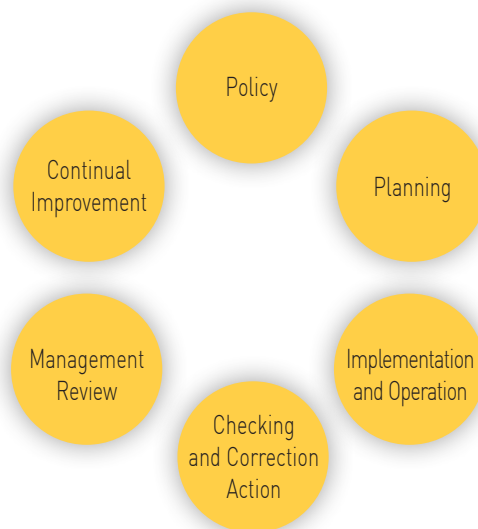 Policy
Planning
Implementation
and Operation
Checking
and Correction
Action
Management
Review
Continual
Improvement